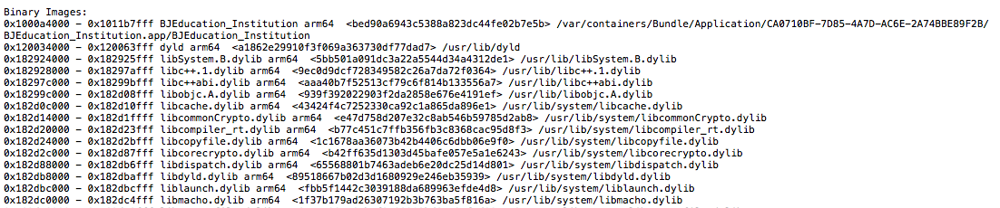 Binary Images:
0x1000a4000 - 0x1011b7fff BJEducation_Institution arm64  <bed90a6943c5388a823dc44fe02b7e5b> /var/containers/Bundle/Application/CA0710BF-7D85-4A7D-AC6E-2A74BBE89F2B/
BJEducation_Institution.app/BJEducation_Institution
0x120034000 - 0x120063fff dyld arm64  <a1862e29910f3f069a363730df77dad7> /usr/lib/dyld
0x182924000 - 0x182925fff libSystem.B.dylib arm64  <5bb501a091dc3a22a5544d34a4312de1> /usr/lib/libSystem.B.dylib
0x182928000 - 0x18297afff libc++.1.dylib arm64  <9ec0d9dcf728349582c26a7da72f0364> /usr/lib/libc++.1.dylib
0x18297c000 - 0x18299bfff libc++abi.dylib arm64  <aaa40b7f52513cf79cf8214b133556a7> /usr/lib/libc++abi.dylib
0x18299c000 - 0x182d08fff libobjc.A.dylib arm64  <939f392022903f2da2858e676e4191ef> /usr/lib/libobjc.A.dylib
0x182d0c000 - 0x182d10fff libcache.dylib arm64  <43424f4c7252330ca92c1a865da896e1> /usr/lib/system/libcache.dylib
0x182d14000 - 0x182d1ffff libcommonCrypto.dylib arm64  <e47d758d207e32c8ab546b59785d2ab8> /usr/lib/system/libcommonCrypto.dylib
0x182d20000 - 0x182d23fff libcompiler_rt.dylib arm64  <b77c451c7ffb356fb3c8368cac95d8f3> /usr/lib/system/libcompiler_rt.dylib
0x182d24000 - 0x182d2bfff libcopyfile.dylib arm64  <1c1678aa36073b42b4406c6dbb06e9f0> /usr/lib/system/libcopyfile.dylib
0x182d2c000 - 0x182d87fff libcorecrypto.dylib arm64  <b42ff635d1303d45bafe057e5a1e6243> /usr/lib/system/libcorecrypto.dylib
0x182d88000 - 0x182db6fff libdispatch.dylib arm64  <65568801b7463adeb6e20dc25d14d801> /usr/lib/system/libdispatch.dylib
0x182db8000 - 0x182dbafff libdyld.dylib arm64  <89518667b02d3d1680929e246eb35939> /usr/lib/system/libdyld.dylib
0x182dbc000 - 0x182dbcfff liblaunch.dylib arm64  <fbb5f1442c3039188da689963efde4d8> /usr/lib/system/liblaunch.dylib
0x182dc0000 - 0x182dc4fff libmacho.dylib arm64  <1f37b179ad26307192b3b763ba5f816a> /usr/lib/system/libmacho.dylib